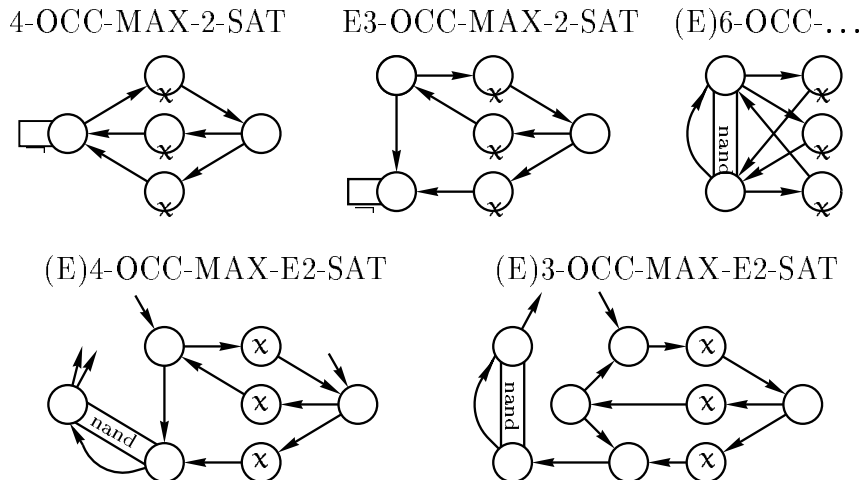 4-OCC-MAX-2-SAT E3-OCC-MAX-2-SAT (E)6-OCC-...
χ χ χ
χ χ nand χ
¬ χ ¬ χ χ
(E)4-OCC-MAX-E2-SAT (E)3-OCC-MAX-E2-SAT
χ χ
nand χ nand χ
χ χ